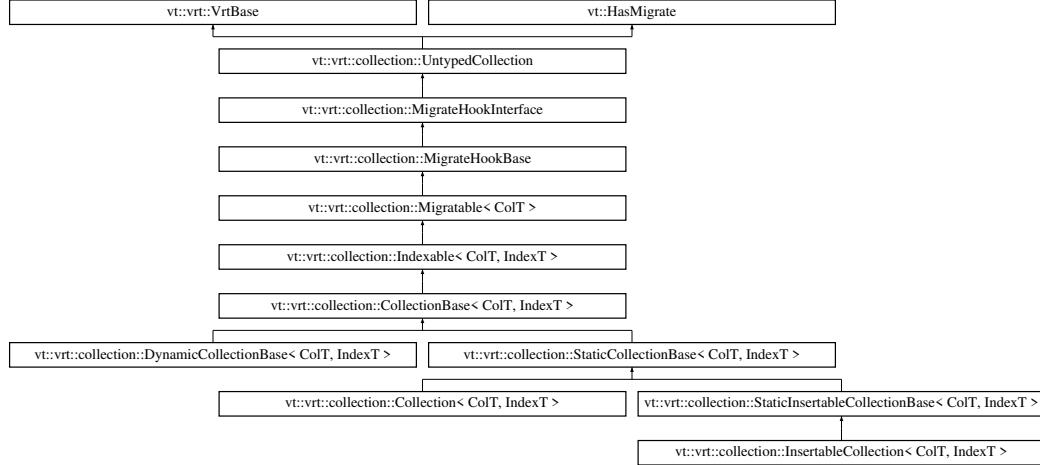 vt::vrt::VrtBase
vt::HasMigrate
vt::vrt::collection::UntypedCollection
vt::vrt::collection::MigrateHookInterface
vt::vrt::collection::MigrateHookBase
vt::vrt::collection::Migratable< ColT >
vt::vrt::collection::Indexable< ColT, IndexT >
vt::vrt::collection::CollectionBase< ColT, IndexT >
vt::vrt::collection::DynamicCollectionBase< ColT, IndexT >
vt::vrt::collection::StaticCollectionBase< ColT, IndexT >
vt::vrt::collection::Collection< ColT, IndexT >
vt::vrt::collection::StaticInsertableCollectionBase< ColT, IndexT >
vt::vrt::collection::InsertableCollection< ColT, IndexT >